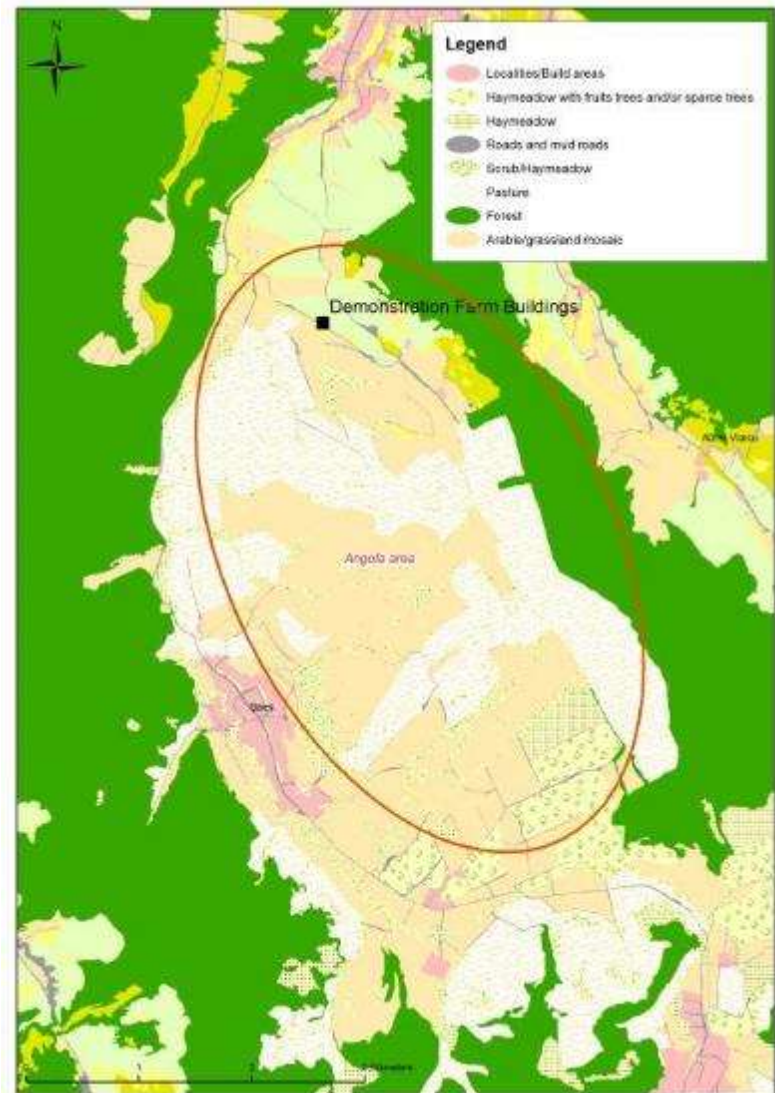 N
Legend
Localities/Build areas
Haymeadow with fruits trees and/or sparce trees
Haymeadow
Roads and mud roads
Scrub/Haymeadow
Pasture
Forest
Arable/grassland mosaic
Demonstration Farm Buildings
Angofa area